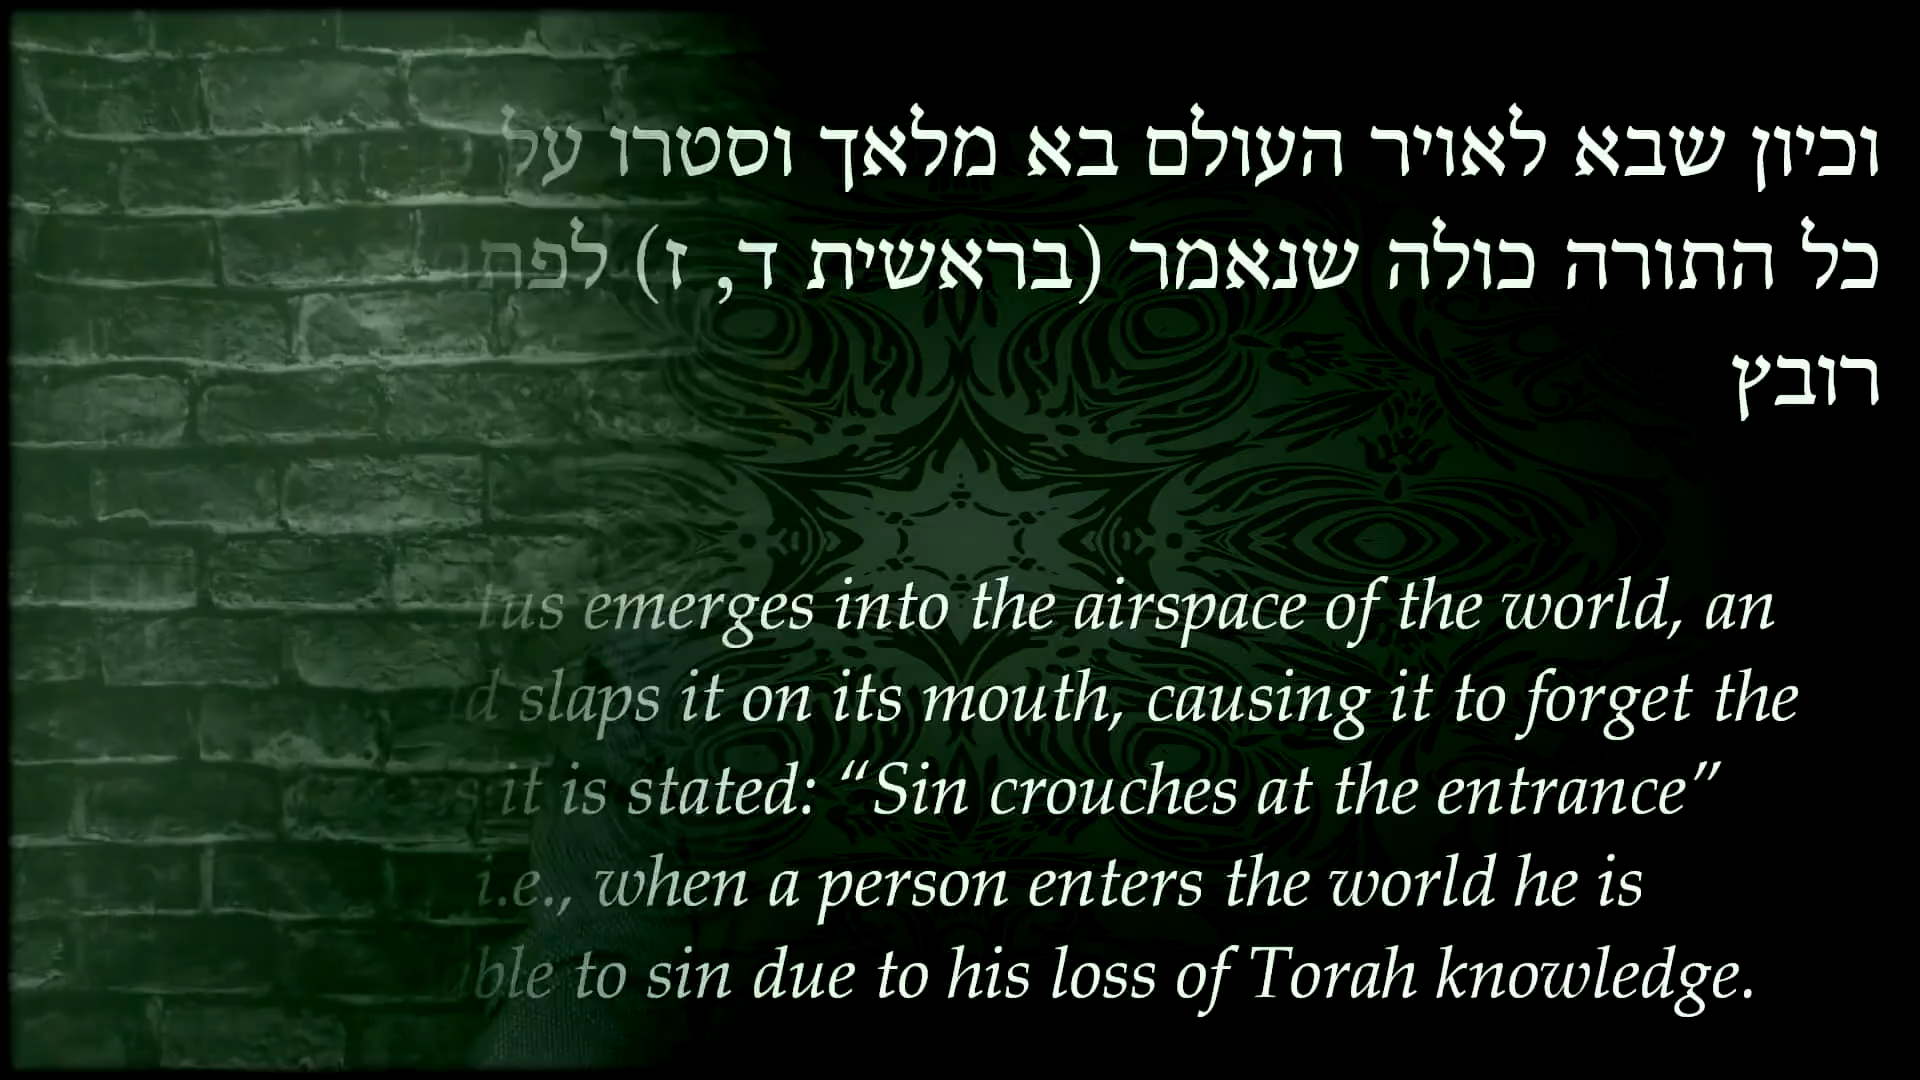 וכיון שבא לאויר העולם בא מלאך וסטרו על
כל התורה כולה שנאמר (בראשית ד, ז) לפת
רובץ
emerges into the airspace of the world, an
slaps it on its mouth, causing it to forget the
it is stated: “Sin crouches at the entrance”
i.e., when a person enters the world he is
to sin due to his loss of Torah knowledge.